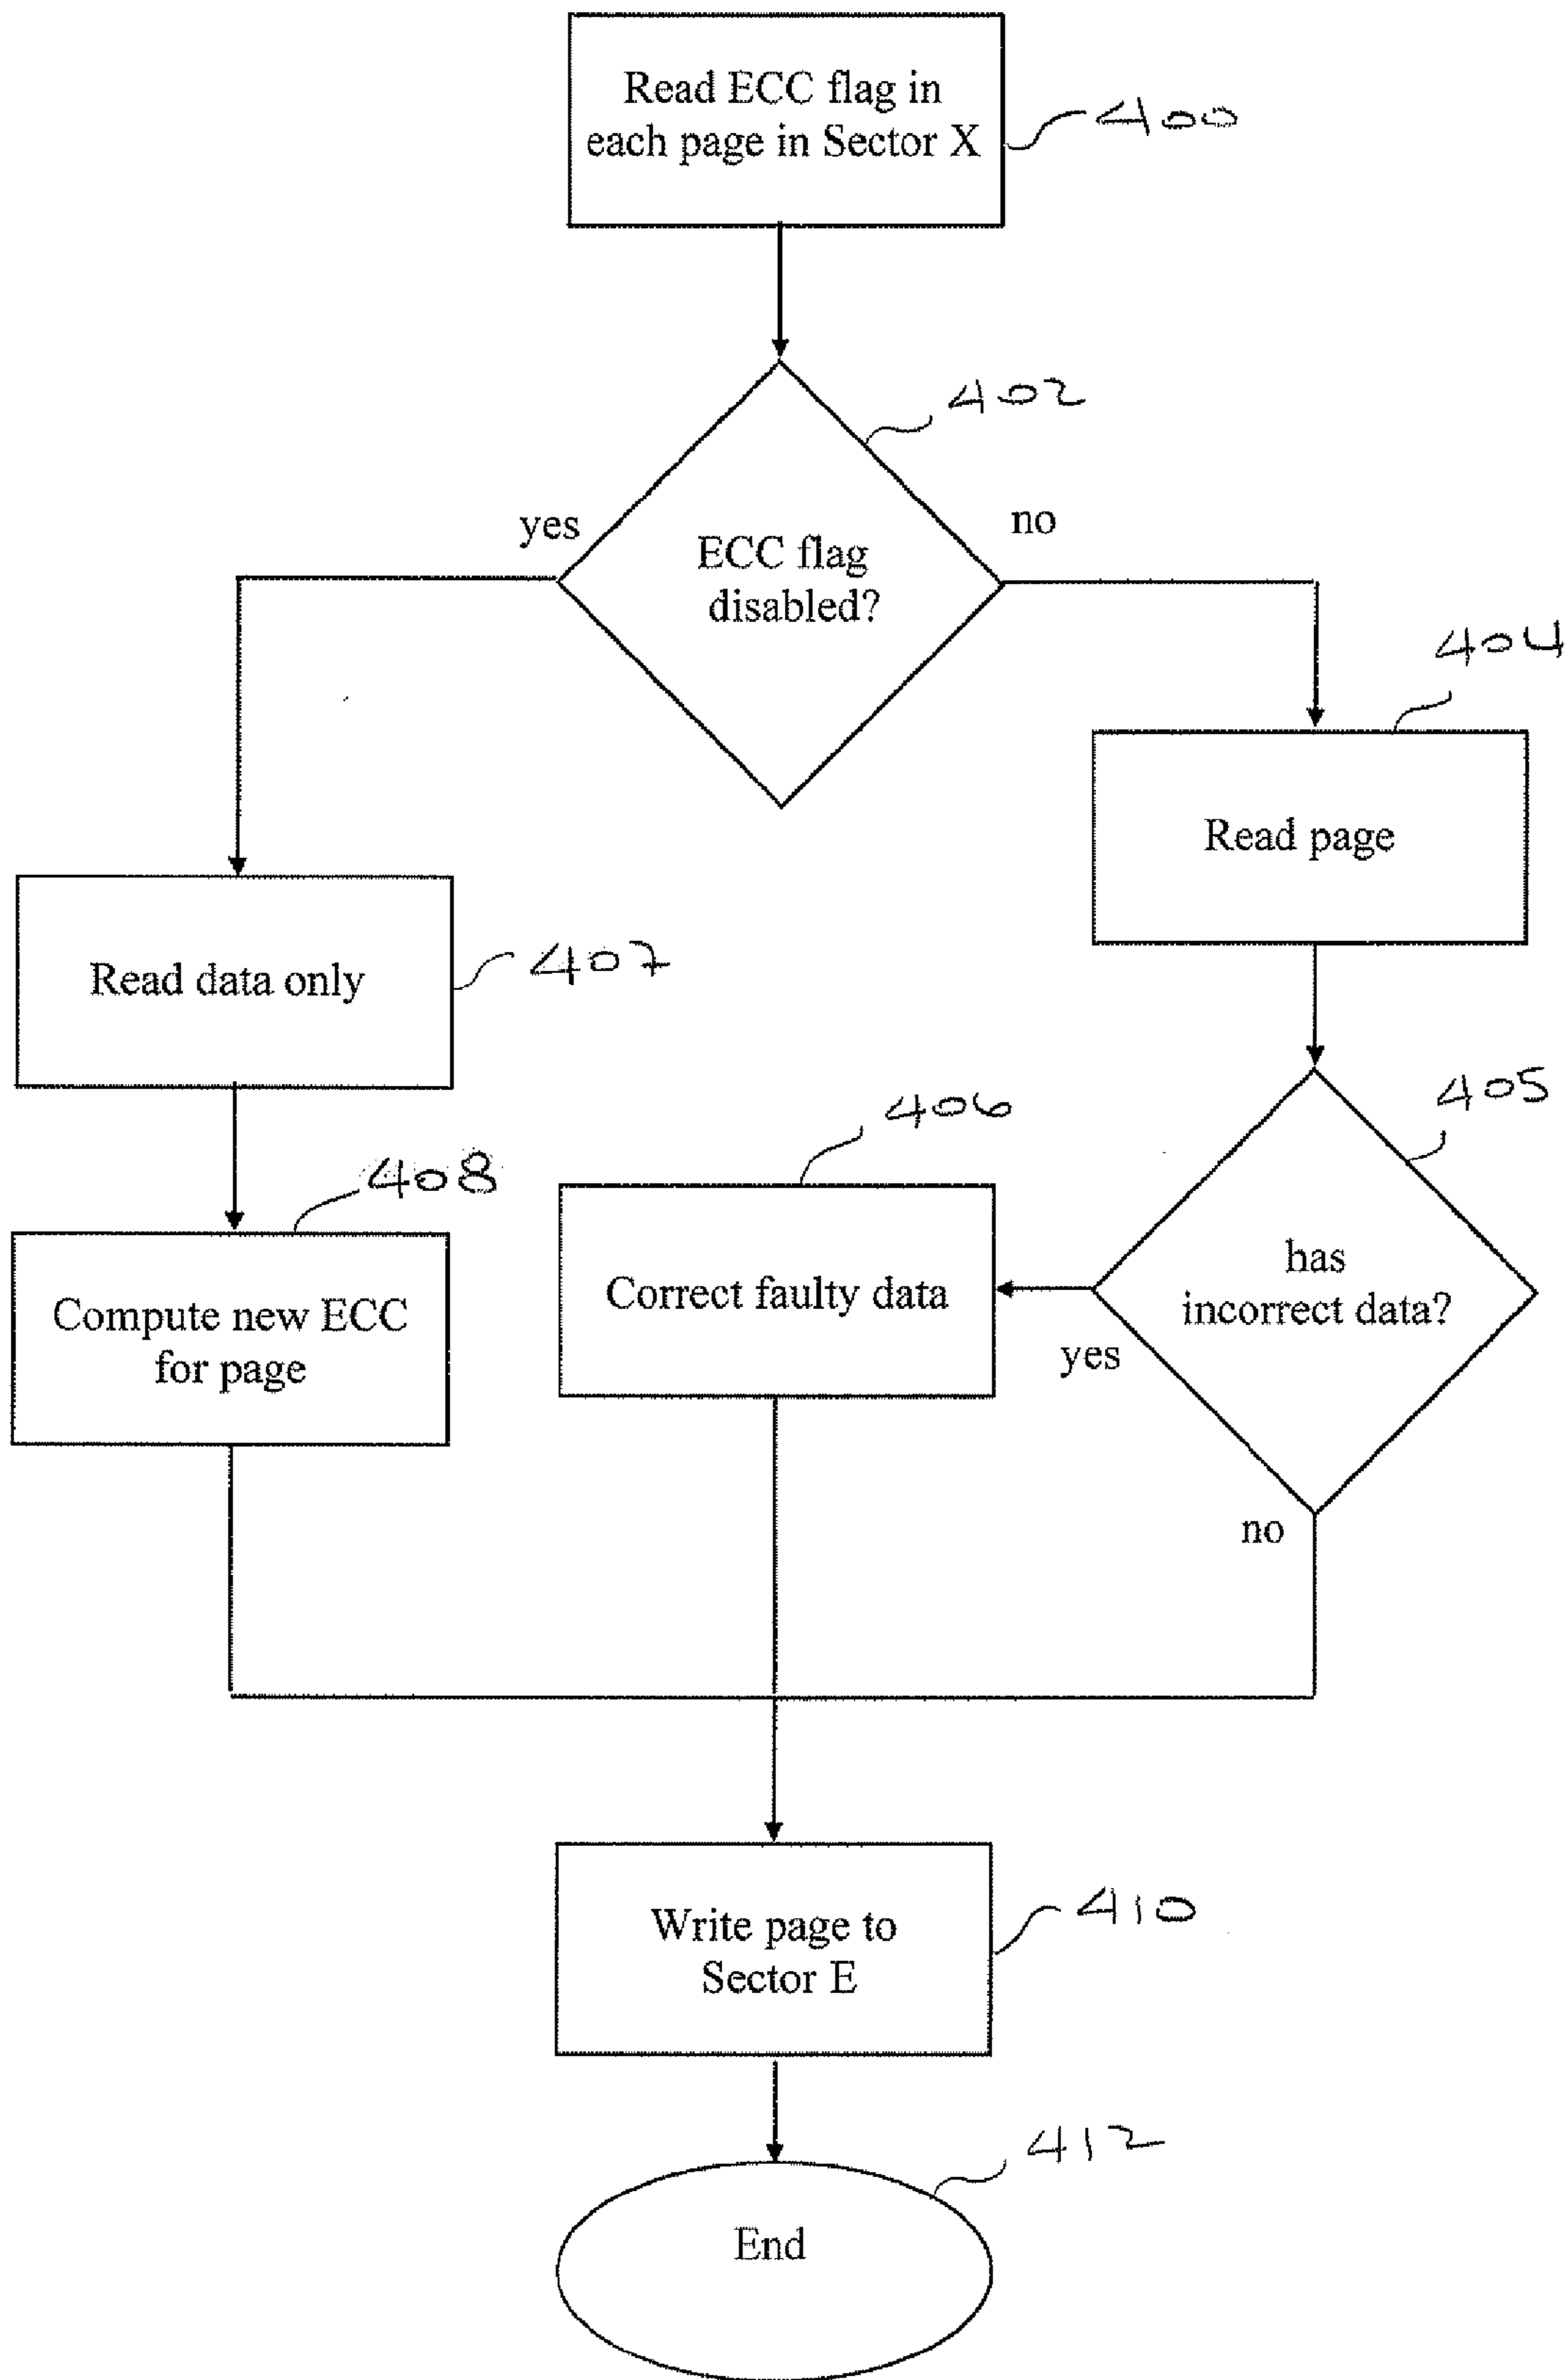 Read ECC flag in
each page in Sector X
400
402
yes
no
ECC flag
disabled?
404
Read page
Read data only
407
405
406
408
has
incorrect data?
Correct faulty data
Compute new ECC
for page
yes
no
Write page to
Sector E
410
412
End